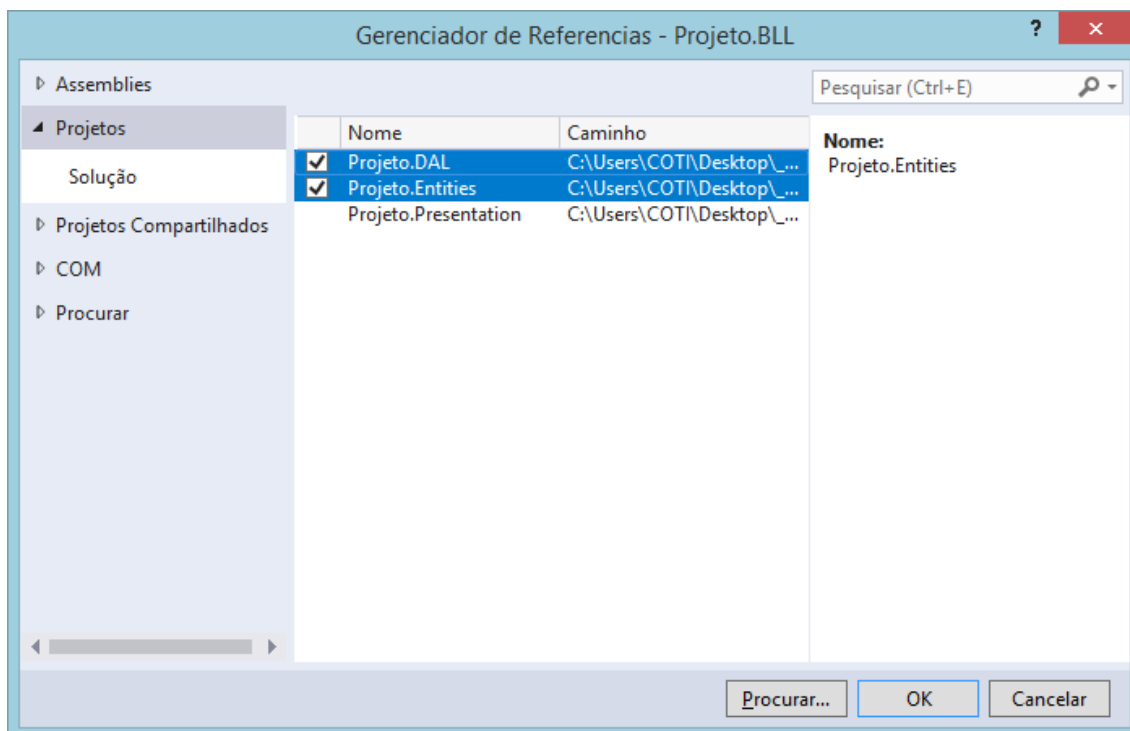 Gerenciador de Referencias - Projeto.BLL
?
Assemblies
Pesquisar (Ctrl+E)
Projetos
Solução
Projetos Compartilhados
COM
Procurar
Nome Caminho
Projeto.DAL C:\Users\COTI\Desktop\_...
Projeto.Entities C:\Users\COTI\Desktop\_...
Projeto.Presentation C:\Users\COTI\Desktop\_...
Nome:
Projeto.Entities
Procurar... OK Cancelar